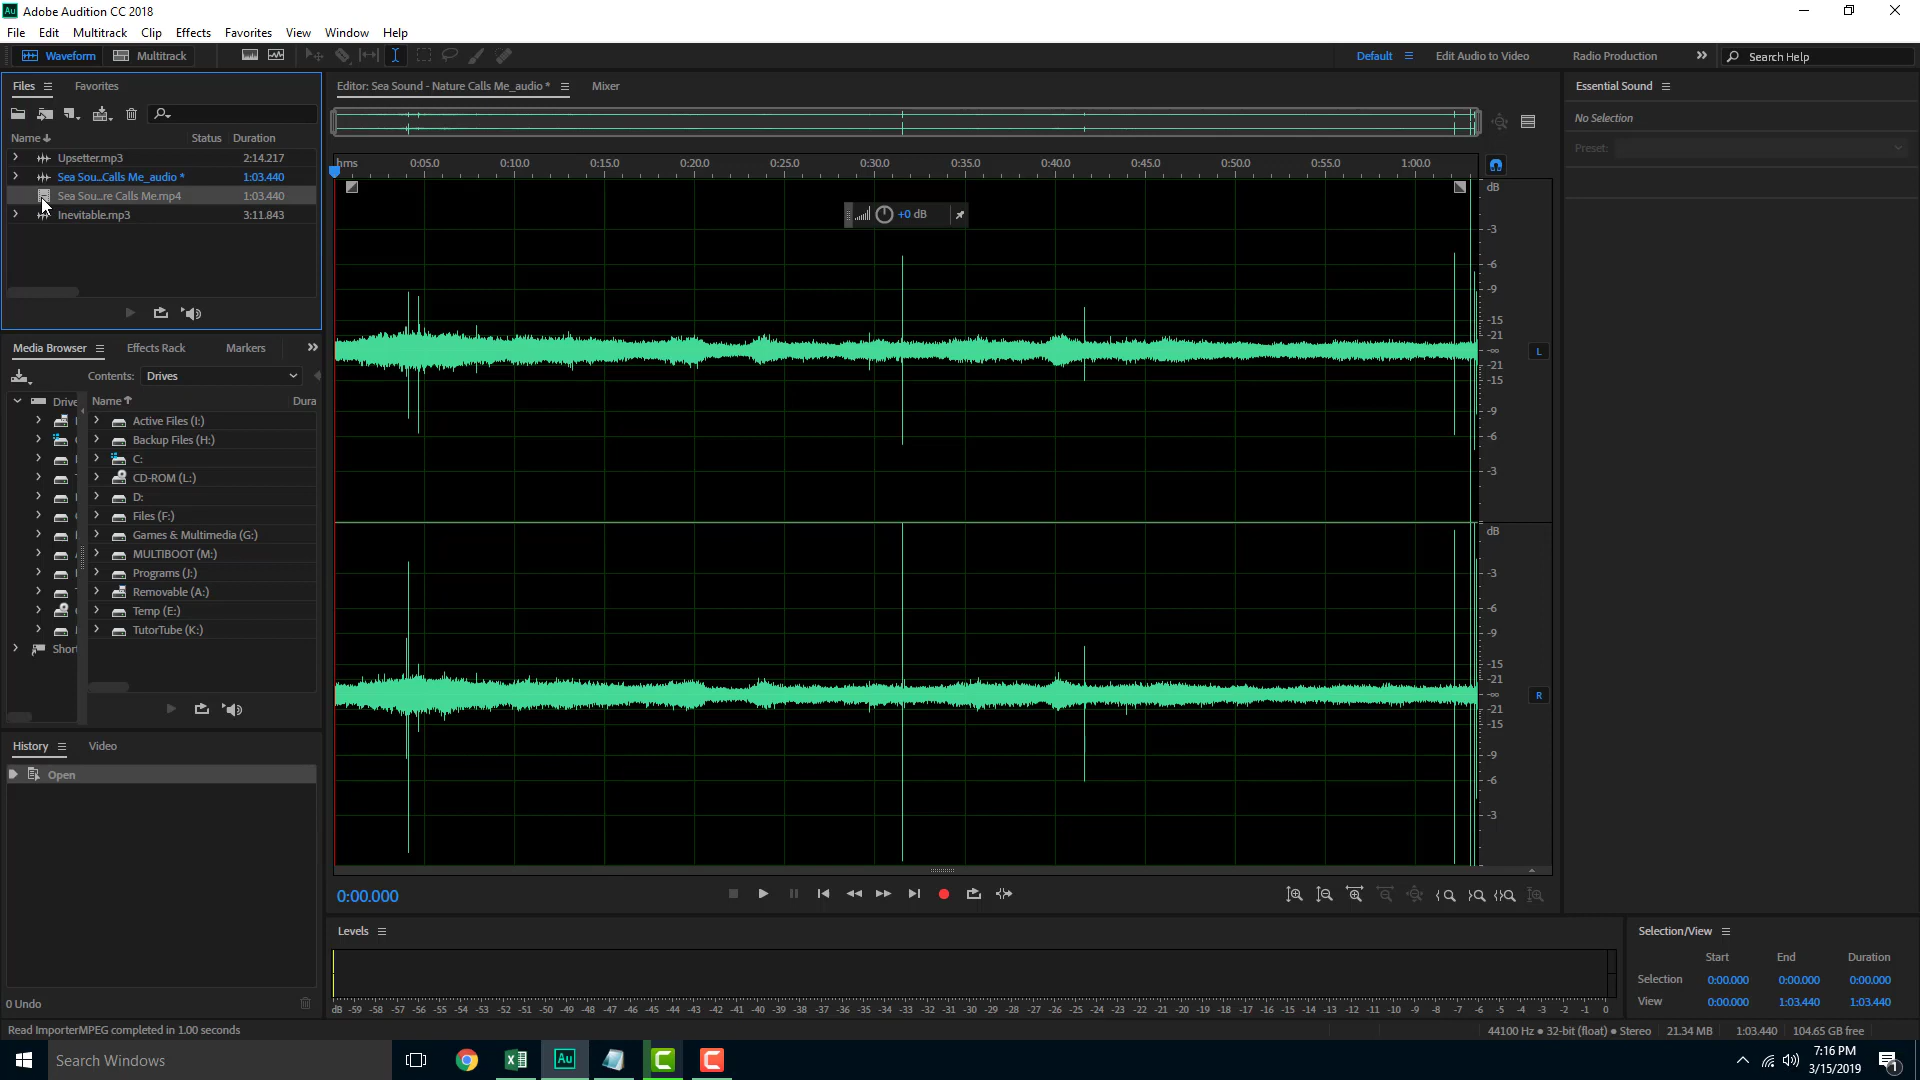 Au Adobe Audition CC 2018
File Edit Multitrack Clip Effects Favorites View Window Help
Waveform Multitrack Default Edit Audio to Video Radio Production Search Help
Files Favorites
Name Status Duration
Upsetter.mp3 2:14.217
Sea Sou...Calls Me_audio * 1:03.440
Sea Sou...re Calls Me.mp4 1:03.440
Inevitable.mp3 3:11.843
Media Browser Effects Rack Markers
Contents: Drives
Drive
Shor
Name Dura
Active Files (I:)
Backup Files (H:)
C:
CD-ROM (L:)
D:
Files (F:)
Games & Multimedia (G:)
MULTIBOOT (M:)
Programs (J:)
Removable (A:)
Temp (E:)
TutorTube (K:)
History Video
Open
0 Undo
Editor: Sea Sound - Nature Calls Me_audio * Mixer
hms 0:05.0 0:10.0 0:15.0 0:20.0 0:25.0 0:30.0 0:35.0 0:40.0 0:45.0 0:50.0 0:55.0 1:00.0
+0 dB
dB
-3
-6
-9
-15
-21
-∞
-21
-15
-9
-6
-3
L
dB
-3
-6
-9
-15
-21
-∞
-21
-15
-9
-6
-3
R
0:00.000
Levels
dB -59 -58 -57 -56 -55 -54 -53 -52 -51 -50 -49 -48 -47 -46 -45 -44 -43 -42 -41 -40 -39 -38 -37 -36 -35 -34 -33 -32 -31 -30 -29 -28 -27 -26 -25 -24 -23 -22 -21 -20 -19 -18 -17 -16 -15 -14 -13 -12 -11 -10 -9 -8 -7 -6 -5 -4 -3 -2 -1 0
Essential Sound
No Selection
Preset:
Selection/View
Start End Duration
Selection 0:00.000 0:00.000 0:00.000
View 0:00.000 1:03.440 1:03.440
Read ImporterMPEG completed in 1.00 seconds
44100 Hz ● 32-bit (float) ● Stereo 21.34 MB 1:03.440 104.65 GB free
Search Windows
Au
7:16 PM
3/15/2019
1